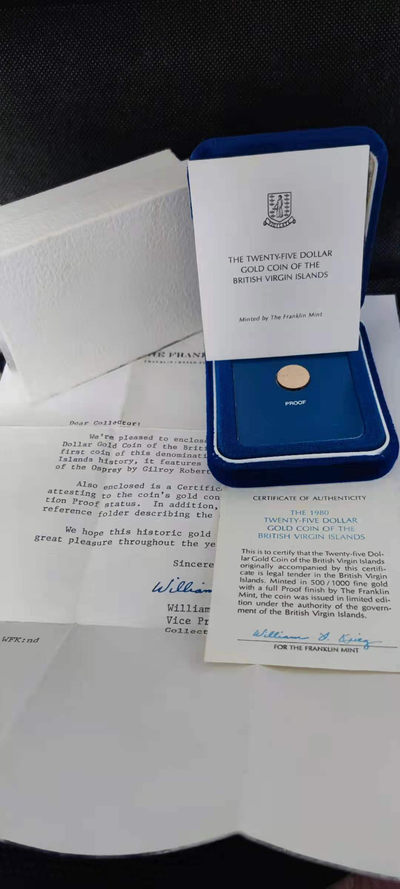 THE TWENTY-FIVE DOLLAR
GOLD COIN OF THE
BRITISH VIRGIN ISLANDS
Minted by The Franklin Mint
PROOF
THE FRANK
Dear Collector:
We're pleased to enclose
Dollar Gold Coin of the Brit
first coin of this denominati
Islands history, it features
of the Osprey by Gilroy Robert
Also enclosed is a Certific
attesting to the coin's gold con
tion Proof status. In addition,
reference folder describing the
We hope this historic gold
great pleasure throughout the ye
Sincere
William
William
Vice Pr
Collect
WFK:nd
CERTIFICATE OF AUTHENTICITY
THE 1980
TWENTY-FIVE DOLLAR
GOLD COIN OF THE
BRITISH VIRGIN ISLANDS
This is to certify that the Twenty-five Dol-
lar Gold Coin of the British Virgin Islands
originally accompanied by this certifi-
cate is legal tender in the British Virgin
Islands. Minted in 500/1000 fine gold
with a full Proof finish by The Franklin
Mint, the coin was issued in limited edi-
tion under the authority of the govern-
ment of the British Virgin Islands.
William F. Krieg
FOR THE FRANKLIN MINT